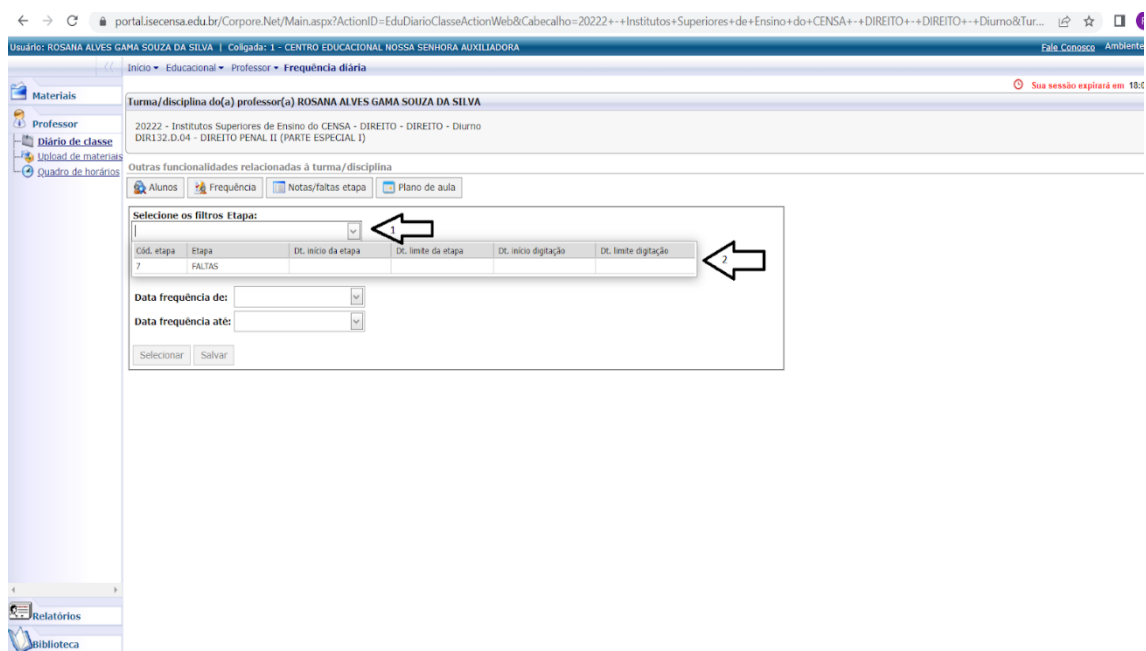 portal.isecensa.edu.br/Corpore.Net/Main.aspx?ActionID=EduDiarioClasseActionWeb&Cabecalho=20222+-+Institutos+Superiores+de+Ensino+do+CENSA+-+DIREITO+-+DIREITO+-+Diurno&Tur...
Usuário: ROSANA ALVES GAMA SOUZA DA SILVA | Coligada: 1 - CENTRO EDUCACIONAL NOSSA SENHORA AUXILIADORA
Fale Conosco Ambiente
Início Educacional Professor Frequência diária
Sua sessão expirará em 18:0
Materiais
Professor
Diário de classe
Upload de materiais
Quadro de horários
Turma/disciplina do(a) professor(a) ROSANA ALVES GAMA SOUZA DA SILVA
20222 - Institutos Superiores de Ensino do CENSA - DIREITO - DIREITO - Diurno
DIR132.D.04 - DIREITO PENAL II (PARTE ESPECIAL I)
Outras funcionalidades relacionadas à turma/disciplina
Alunos Frequência Notas/faltas etapa Plano de aula
Selecione os filtros Etapa:
1
Cód. etapa Etapa Dt. início da etapa Dt. limite da etapa Dt. início digitação Dt. limite digitação
2
7 FALTAS
Data frequência de:
Data frequência até:
Selecionar Salvar
Relatórios
Biblioteca